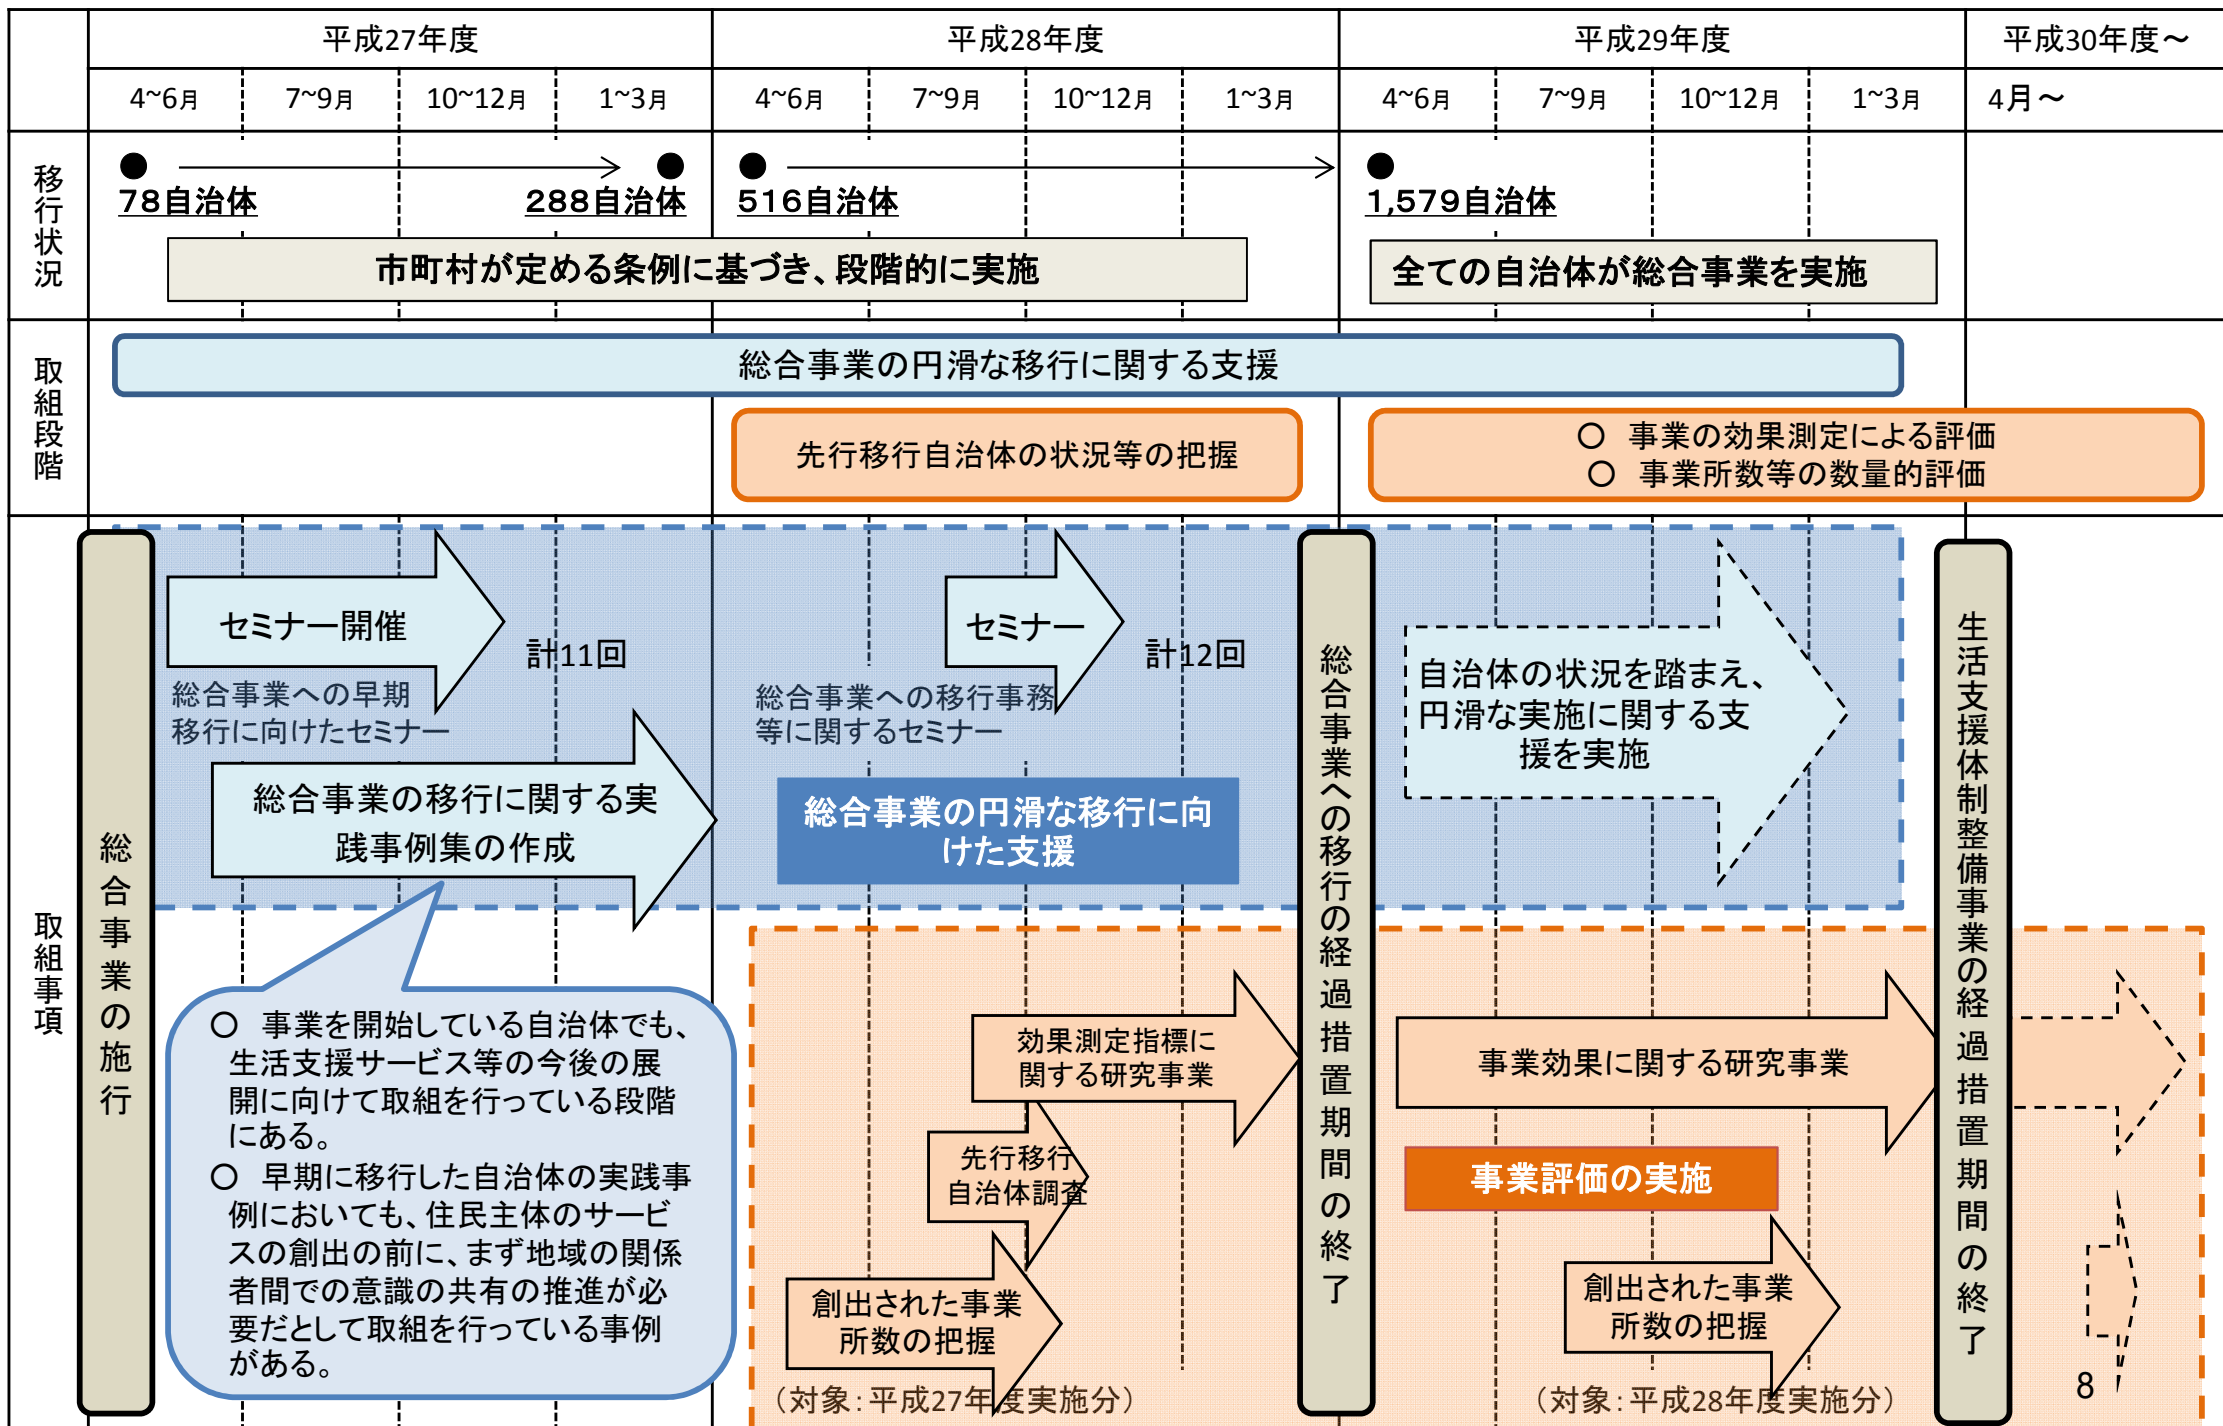 平成27年度
平成28年度
平成29年度
平成30年度～
4~6月
7~9月
10~12月
1~3月
4~6月
7~9月
10~12月
1~3月
4~6月
7~9月
10~12月
1~3月
4月～
移行状況
78自治体
288自治体
516自治体
1,579自治体
市町村が定める条例に基づき、段階的に実施
全ての自治体が総合事業を実施
取組段階
総合事業の円滑な移行に関する支援
先行移行自治体の状況等の把握
○ 事業の効果測定による評価
○ 事業所数等の数量的評価
取組事項
総合事業の施行
セミナー開催
計11回
総合事業への早期
移行に向けたセミナー
総合事業の移行に関する実
践事例集の作成
○ 事業を開始している自治体でも、
生活支援サービス等の今後の展
開に向けて取組を行っている段階
にある。
○ 早期に移行した自治体の実践事
例においても、住民主体のサービ
スの創出の前に、まず地域の関係
者間での意識の共有の推進が必
要だとして取組を行っている事例
がある。
セミナー
計12回
総合事業への移行事務
等に関するセミナー
総合事業の円滑な移行に向
けた支援
効果測定指標に
関する研究事業
先行移行
自治体調査
創出された事業
所数の把握
（対象：平成27年度実施分）
総合事業への移行の経過措置期間の終了
自治体の状況を踏まえ、
円滑な実施に関する支
援を実施
事業効果に関する研究事業
事業評価の実施
創出された事業
所数の把握
（対象：平成28年度実施分）
生活支援体制整備事業の経過措置期間の終了
8